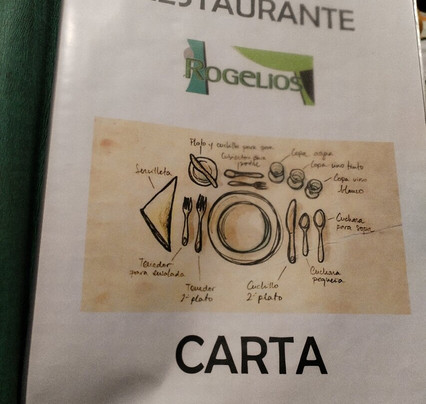 RESTAURANTE
ROGELIOS
Plato y cuchillo para pan
Cubiertos para
postre
Copa agua
Copa vino tinto
Copa vino
blanco
Servilleta
Cuchara
para sopa
Tenedor
para ensalada
Tenedor
2º plato
Cuchillo
2º plato
Cuchara
pequeña
CARTA